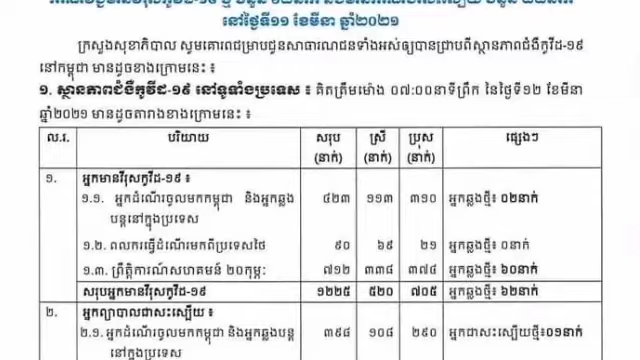 នៅថ្ងៃទី១១ ខែមីនា ឆ្នាំ២០២១
ក្រសួងសុខាភិបាល សូមគោរពជម្រាបជូនសាធារណជនទាំងអស់ឲ្យបានជ្រាបពីស្ថានភាពជំងឺកូវីដ-១៩
នៅកម្ពុជា មានដូចខាងក្រោមនេះ ៖
១. ស្ថានភាពជំងឺកូវីដ-១៩ នៅទូទាំងប្រទេស ៖ គិតត្រឹមម៉ោង ០៧:០០នាទីព្រឹក នៃថ្ងៃទី១២ ខែមីនា
ឆ្នាំ២០២១ មានដូចតារាងខាងក្រោមនេះ ៖
ល.រ. បរិយាយ សរុប (នាក់) ស្រី (នាក់) ប្រុស (នាក់) ផ្សេងៗ
១. អ្នកមានវីរុសកូវីដ-១៩ ៖
១.១. អ្នកដំណើរចូលមកកម្ពុជា និងអ្នកឆ្លង ៤២៣ ១១៣ ៣១០ អ្នកឆ្លងថ្មី៖ ០២នាក់
បន្តនៅក្នុងប្រទេស
១.២. ពលករធ្វើដំណើរមកពីប្រទេសថៃ ៩០ ៦៩ ២១ អ្នកឆ្លងថ្មី៖ ០នាក់
១.៣. ព្រឹត្តិការណ៍សហគមន៍ ២០កុម្ភៈ ៧១២ ៣៣៨ ៣៧៤ អ្នកឆ្លងថ្មី៖ ៦០នាក់
សរុបអ្នកមានវីរុសកូវីដ-១៩ ១២២៥ ៥២០ ៧០៥ អ្នកឆ្លងថ្មី៖ ៦២នាក់
២. អ្នកព្យាបាលជាសះស្បើយ ៖
២.១. អ្នកដំណើរចូលមកកម្ពុជា និងអ្នកឆ្លងបន្ត ៣៩៨ ១០៨ ២៩០ អ្នកជាសះស្បើយថ្មី៖០១នាក់
នៅក្នុងប្រទេស